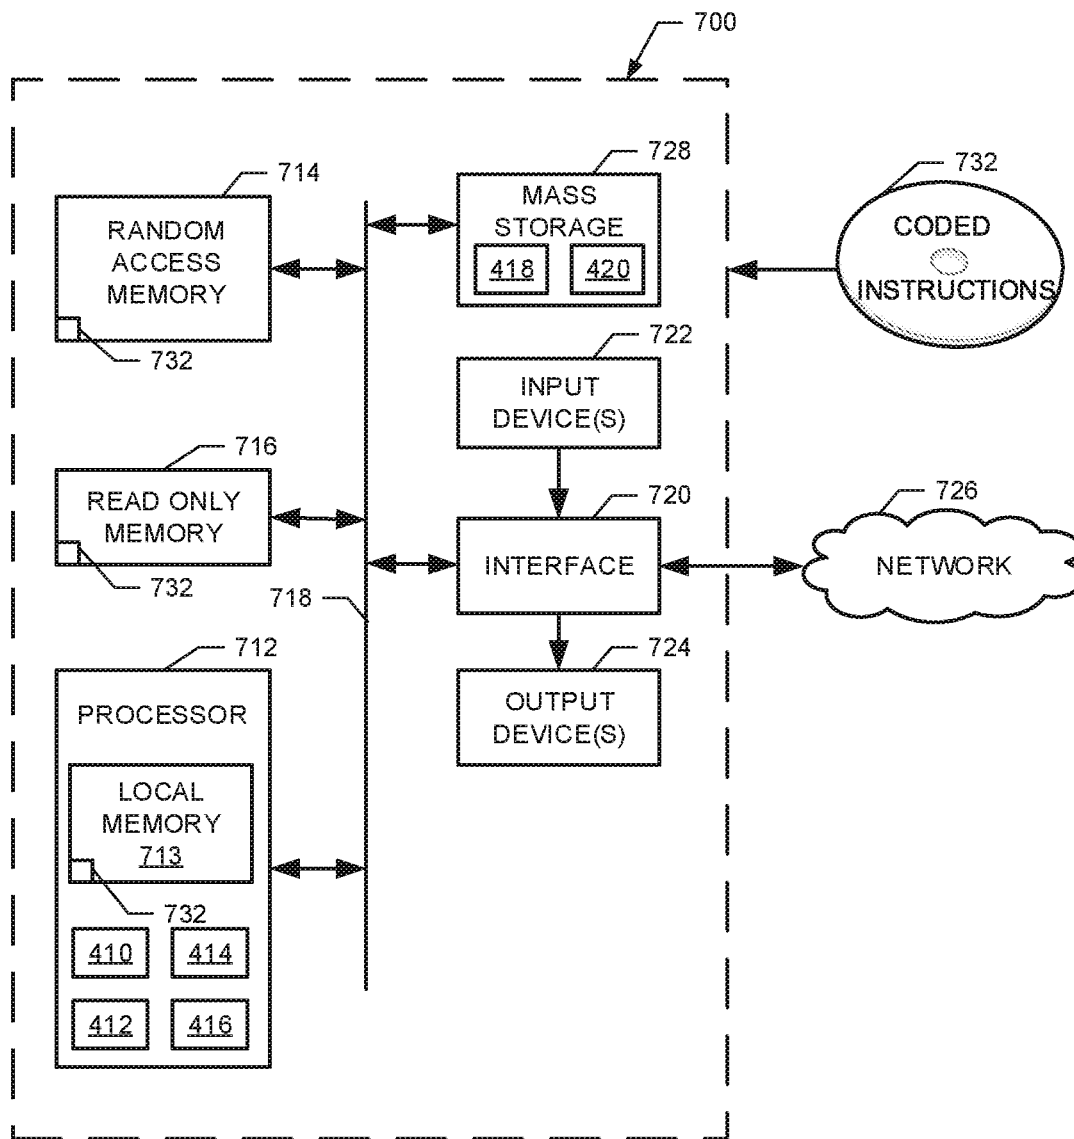 700
714
RANDOM
ACCESS
MEMORY
732
728
MASS
STORAGE
418
420
732
CODED
INSTRUCTIONS
722
INPUT
DEVICE(S)
716
READ ONLY
MEMORY
732
720
INTERFACE
726
NETWORK
718
712
PROCESSOR
LOCAL
MEMORY
713
732
410
414
412
416
724
OUTPUT
DEVICE(S)